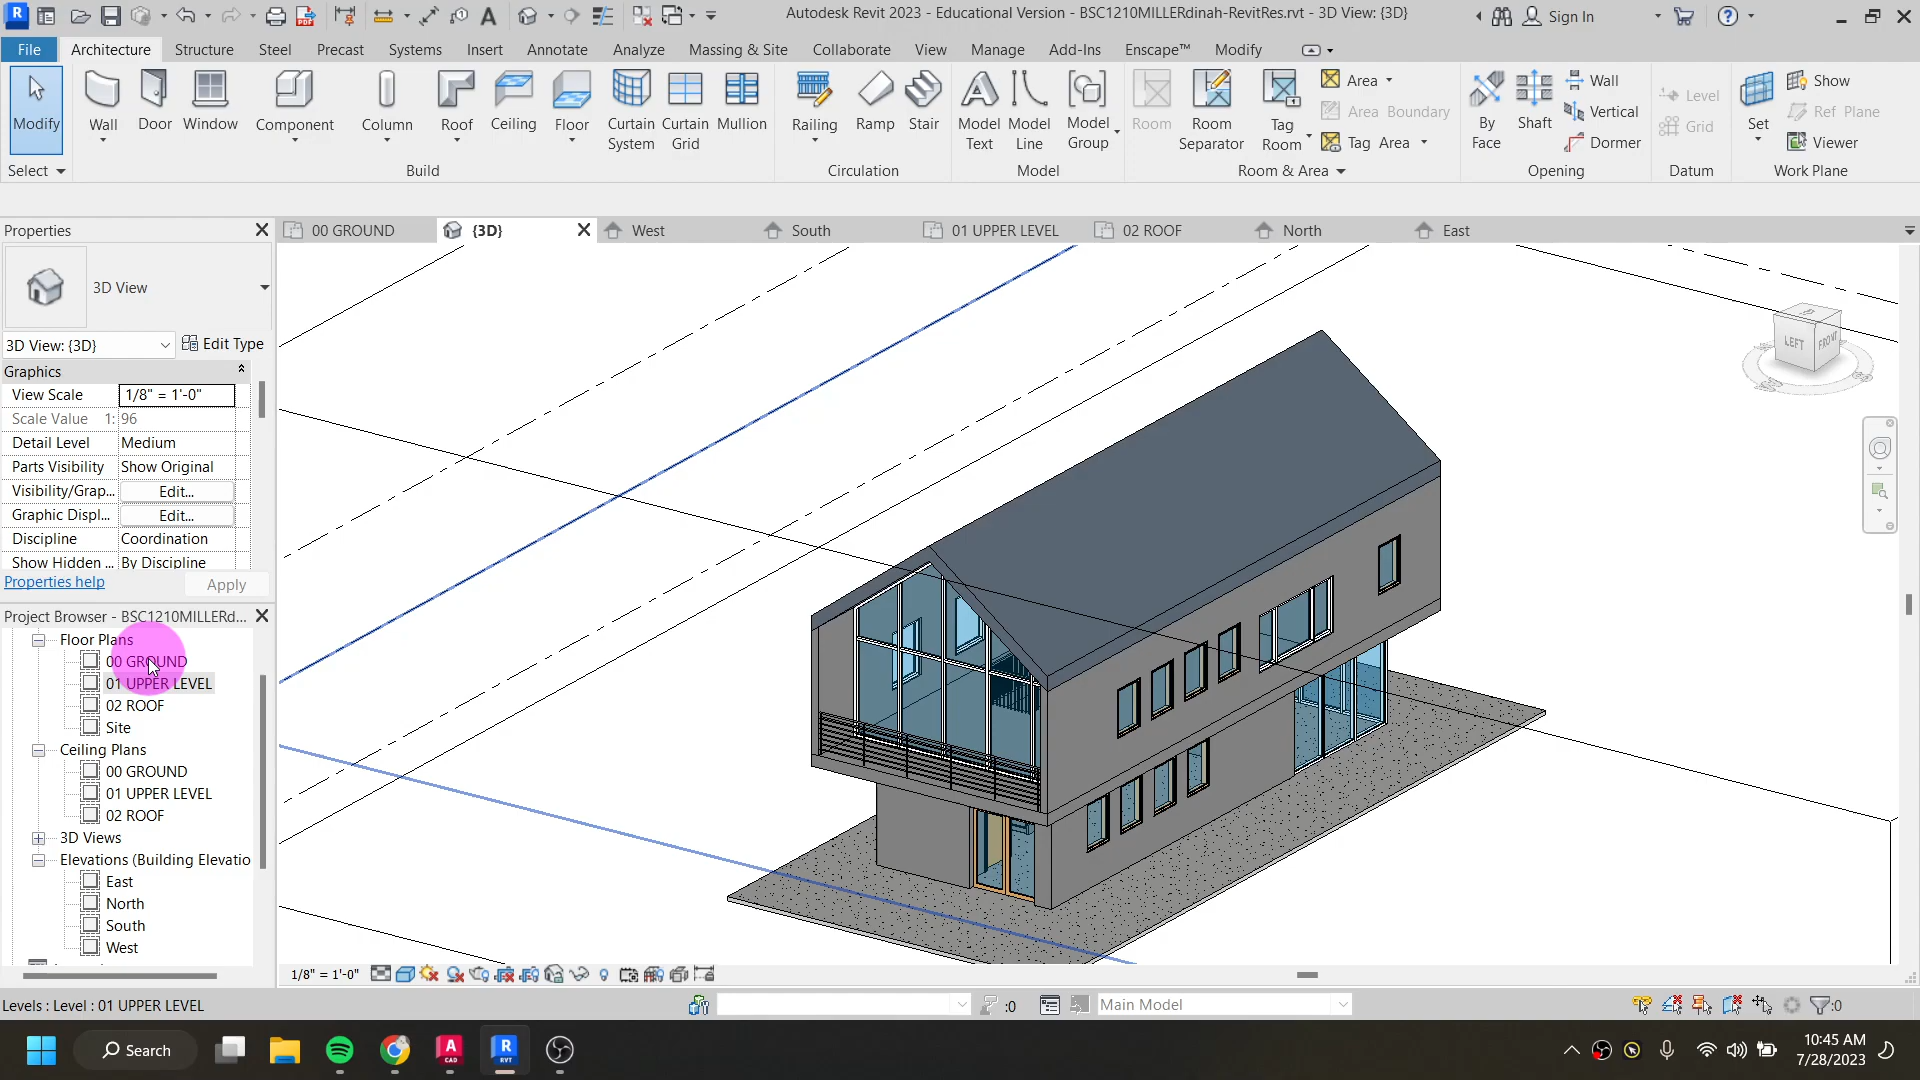 Autodesk Revit 2023 - Educational Version - BSC1210MILLERdinah-RevitRes.rvt - 3D View: {3D}
Sign In
File Architecture Structure Steel Precast Systems Insert Annotate Analyze Massing & Site Collaborate View Manage Add-Ins Enscape™ Modify
Modify Wall Door Window Component Column Roof Ceiling Floor Curtain System Curtain Grid Mullion Railing Ramp Stair Model Text Model Line Model Group Room Room Separator Tag Room Area Area Boundary Tag Area By Face Shaft Wall Vertical Dormer Level Grid Set Show Ref Plane Viewer
Select Build Circulation Model Room & Area Opening Datum Work Plane
Properties
00 GROUND {3D} West South 01 UPPER LEVEL 02 ROOF North East
3D View
3D View: {3D} Edit Type
Graphics
View Scale 1/8" = 1'-0"
Scale Value 1: 96
Detail Level Medium
Parts Visibility Show Original
Visibility/Grap... Edit...
Graphic Displ... Edit...
Discipline Coordination
Show Hidden ... By Discipline
Properties help Apply
LEFT FRONT
Project Browser - BSC1210MILLERd...
Floor Plans
00 GROUND
01 UPPER LEVEL
02 ROOF
Site
Ceiling Plans
00 GROUND
01 UPPER LEVEL
02 ROOF
3D Views
Elevations (Building Elevatio
East
North
South
West
1/8" = 1'-0"
Levels : Level : 01 UPPER LEVEL :0 Main Model :0
Search
CAD
RVT
10:45 AM
7/28/2023